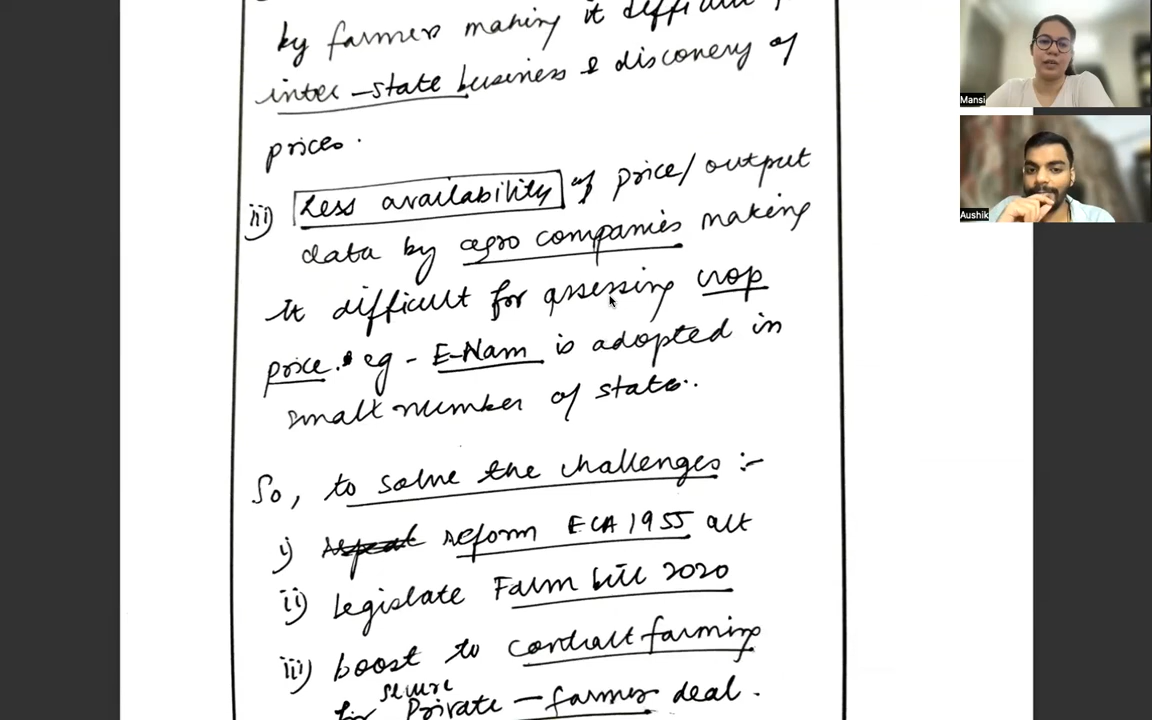 by farmers making it difficult
inter-state business & discovery of
prices.
iii) Less availability of price/output
data by agro companies making
it difficult for assessing crop
price. eg - E-Nam is adopted in
small number of state..
So, to solve the challenges :-
i) reform ECA 1955 act
ii) legislate Farm bill 2020
iii) boost to contract farming
for secure Private - farmer deal.
Mansi
Aushik